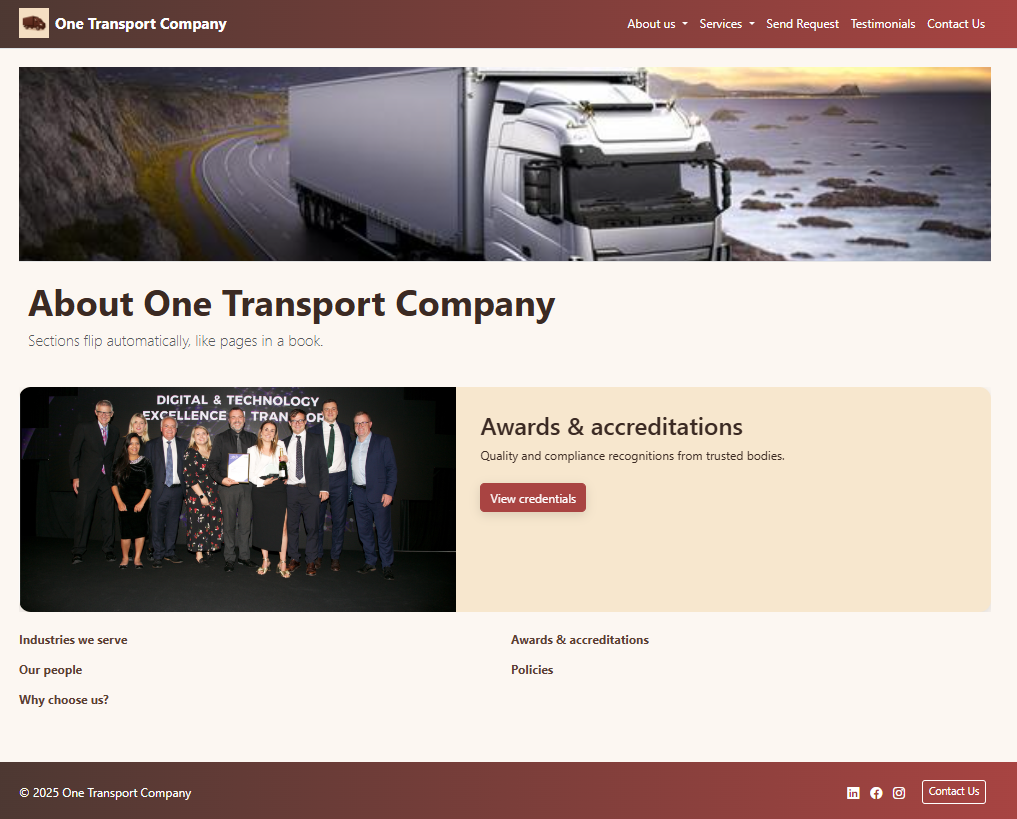 One Transport Company
About us
Services
Send Request
Testimonials
Contact Us
About One Transport Company
Sections flip automatically, like pages in a book.
DIGITAL & TECHNOLOGY
EXCELLENCE IN TRANSPOR
Awards & accreditations
Quality and compliance recognitions from trusted bodies.
View credentials
Industries we serve
Awards & accreditations
Our people
Policies
Why choose us?
© 2025 One Transport Company
Contact Us